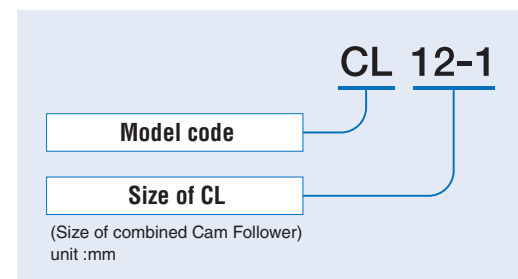 CL 12-1
Model code
Size of CL
(Size of combined Cam Follower)
unit :mm